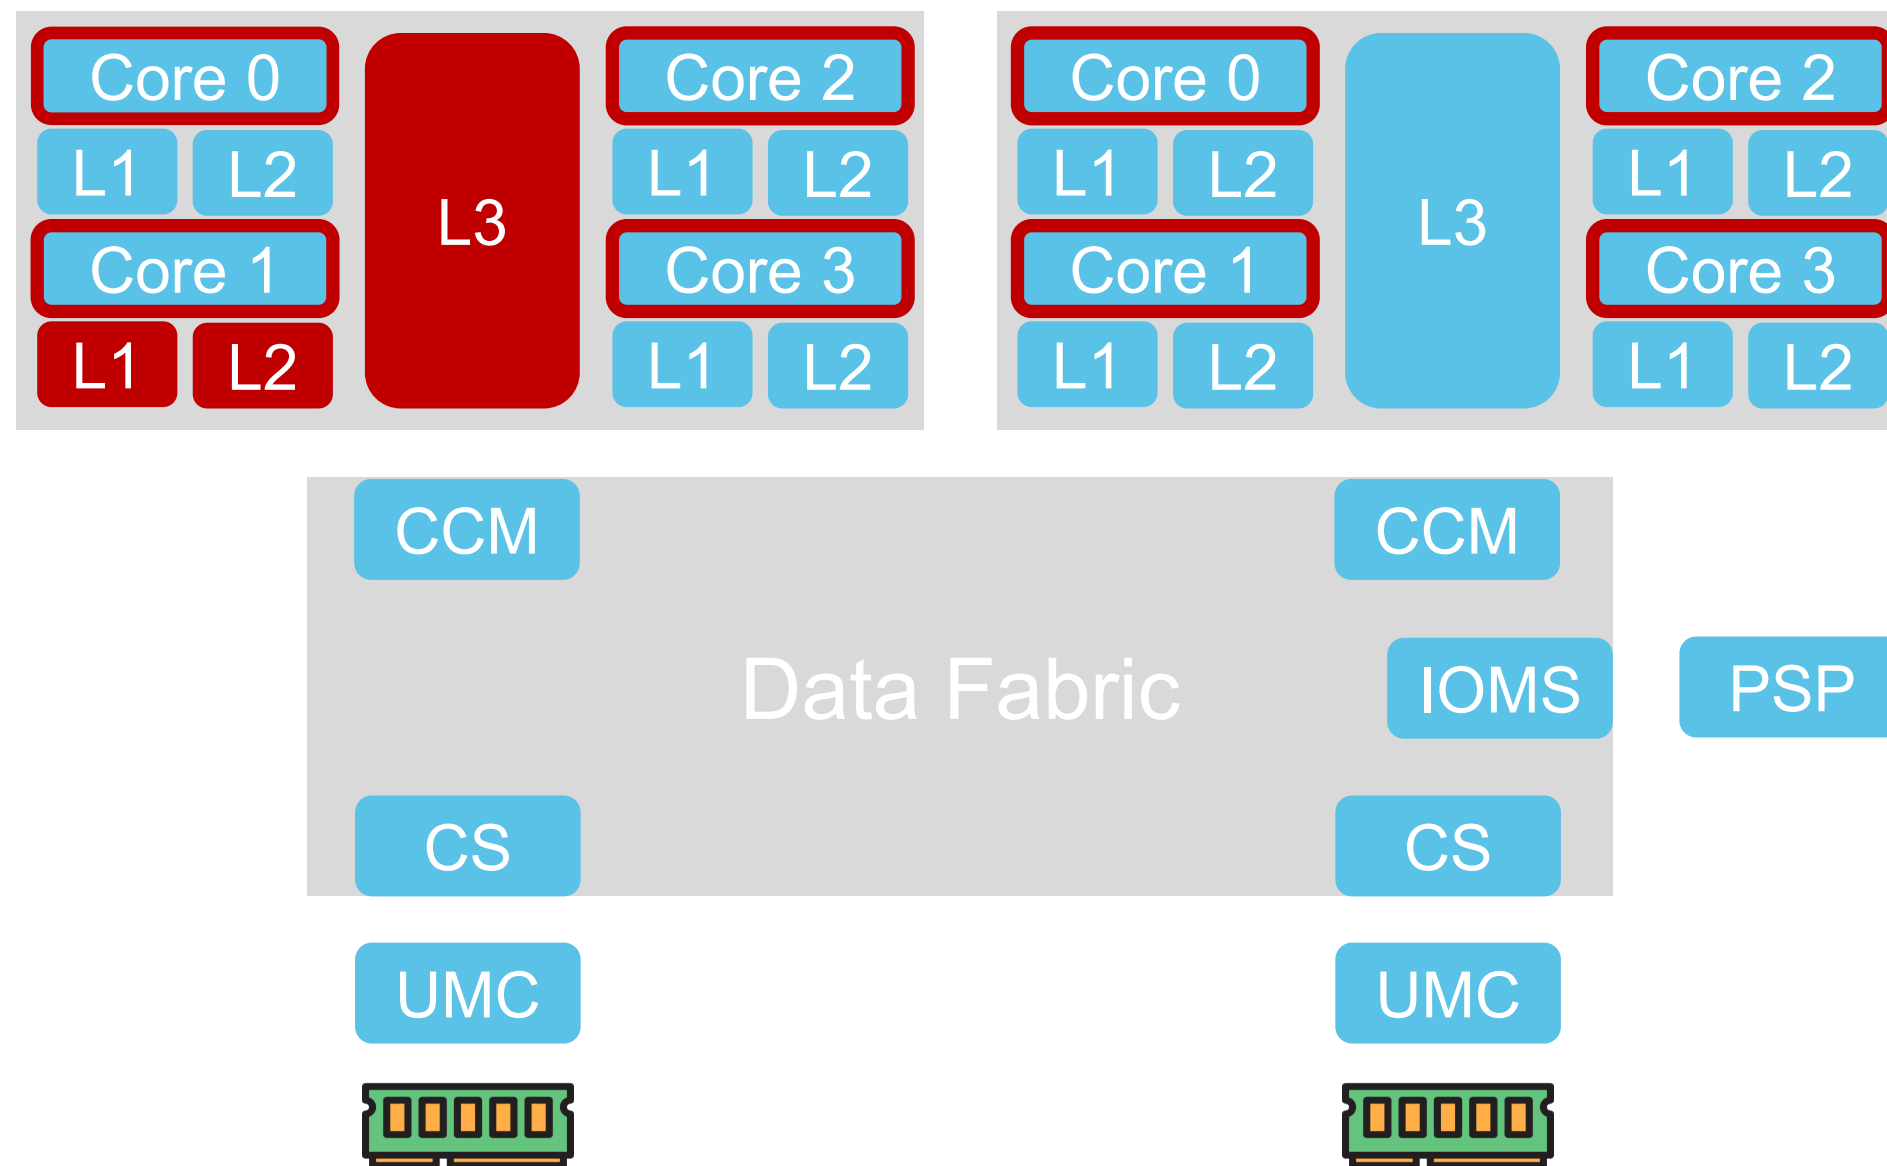 Core 0
Core 2
L1
L2
L3
L1
L2
Core 1
Core 3
L1
L2
L1
L2
Core 0
Core 2
L1
L2
L3
L1
L2
Core 1
Core 3
L1
L2
L1
L2
CCM
CCM
Data Fabric
IOMS
PSP
CS
CS
UMC
UMC